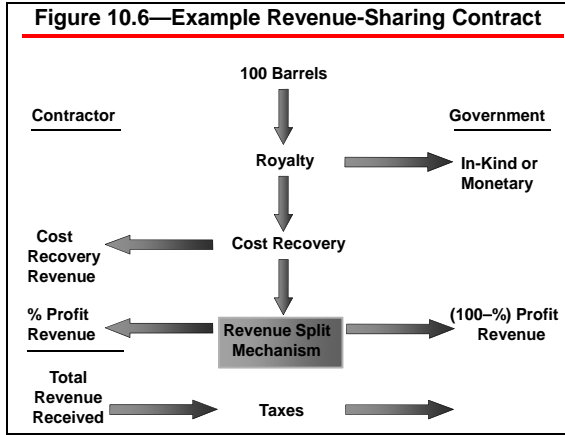 Figure 10.6—Example Revenue-Sharing Contract
100 Barrels
Contractor
Government
Royalty
In-Kind or
Monetary
Cost
Recovery
Revenue
Cost Recovery
% Profit
Revenue
Revenue Split
Mechanism
(100–%) Profit
Revenue
Total
Revenue
Received
Taxes